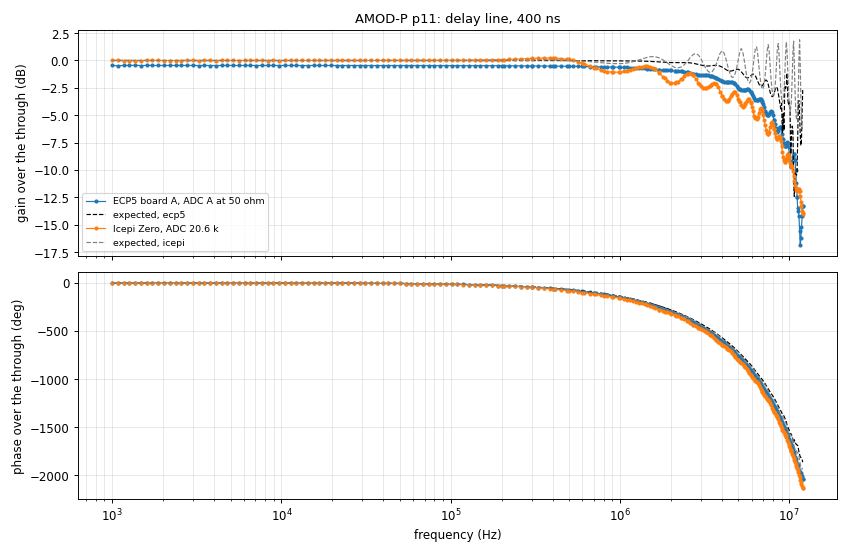 AMOD-P p11: delay line, 400 ns
gain over the through (dB)
2.5
0.0
−2.5
−5.0
−7.5
−10.0
−12.5
−15.0
−17.5
ECP5 board A, ADC A at 50 ohm
expected, ecp5
Icepi Zero, ADC 20.6 k
expected, icepi
phase over the through (deg)
0
−500
−1000
−1500
−2000
10³
10⁴
10⁵
10⁶
10⁷
frequency (Hz)